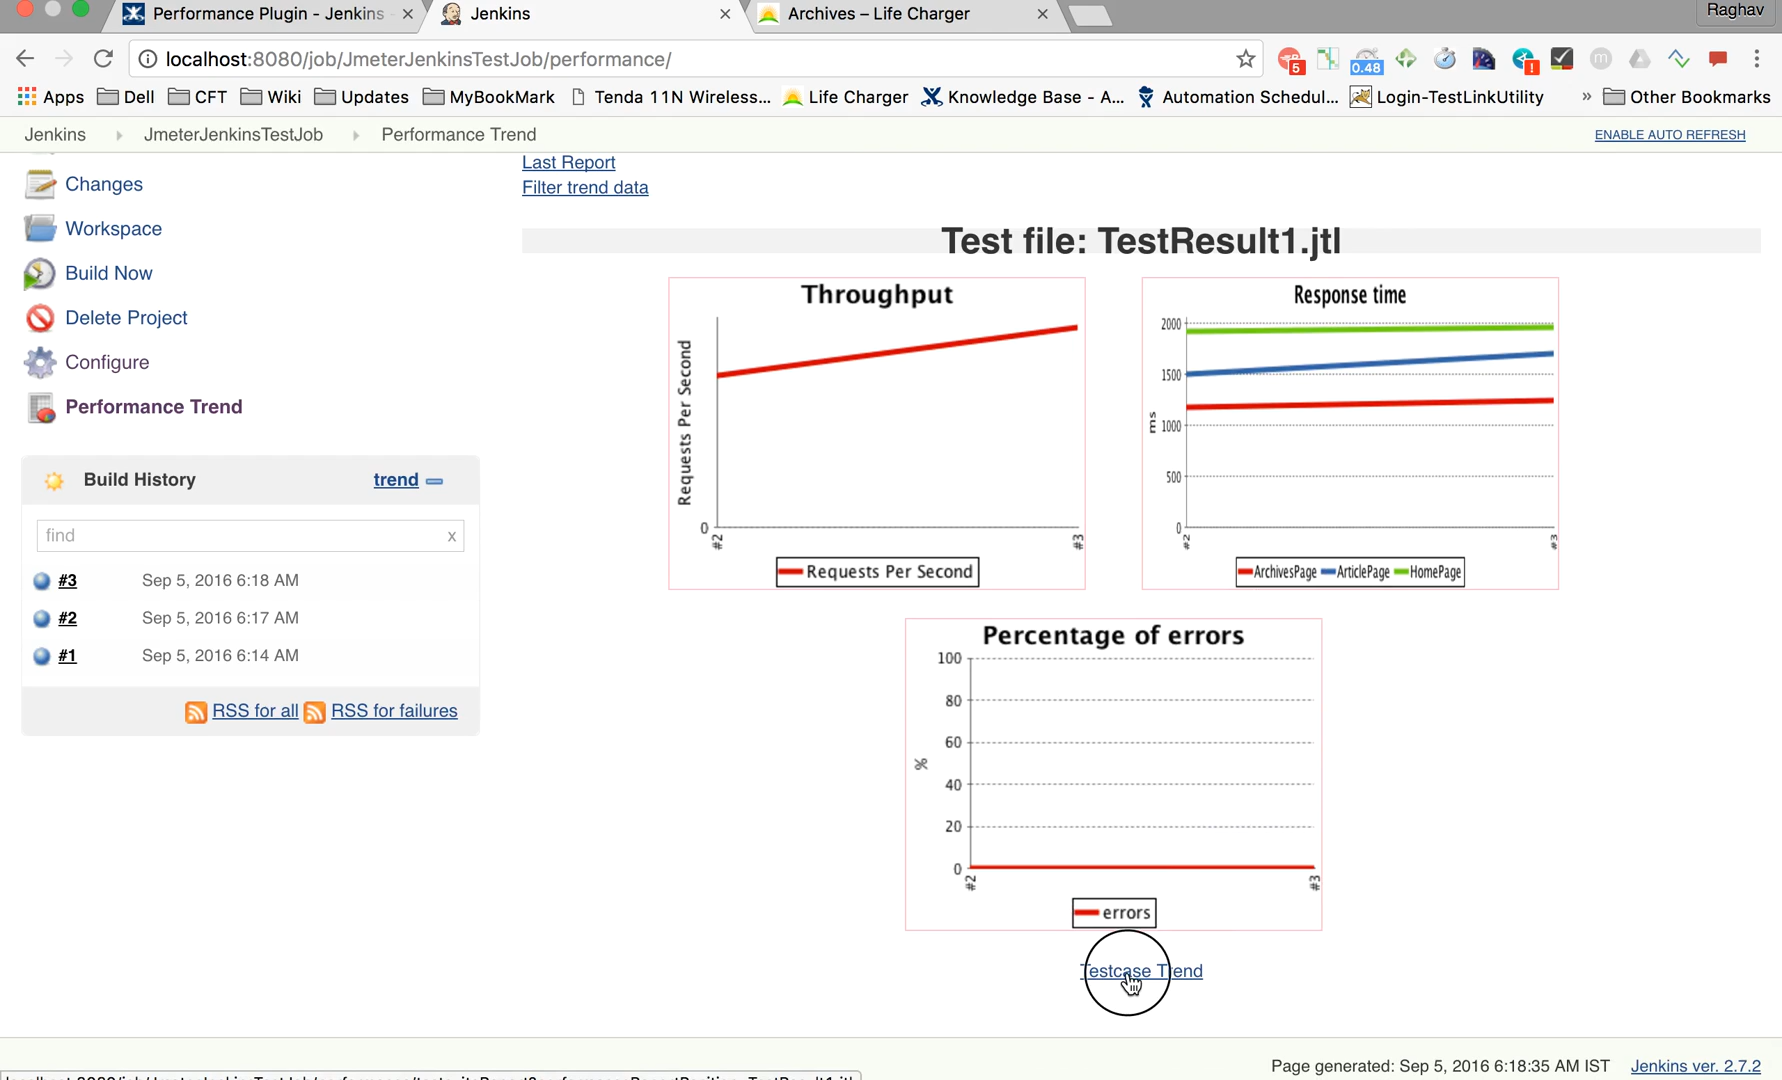 Performance Plugin - Jenkins
Jenkins
Archives – Life Charger
Raghav
localhost:8080/job/JmeterJenkinsTestJob/performance/
5
0.48
!
m
Apps Dell CFT Wiki Updates MyBookMark Tenda 11N Wireless... Life Charger Knowledge Base - A... Automation Schedul... Login-TestLinkUtility » Other Bookmarks
Jenkins JmeterJenkinsTestJob Performance Trend
ENABLE AUTO REFRESH
Changes
Workspace
Build Now
Delete Project
Configure
Performance Trend
Build History trend
find x
#3 Sep 5, 2016 6:18 AM
#2 Sep 5, 2016 6:17 AM
#1 Sep 5, 2016 6:14 AM
RSS for all RSS for failures
Last Report
Filter trend data
Test file: TestResult1.jtl
Throughput
Requests Per Second
0
#2 #3
Requests Per Second
Response time
ms
2000
1500
1000
500
0
#2 #3
ArchivesPage ArticlePage HomePage
Percentage of errors
%
100
80
60
40
20
0
#2 #3
errors
Testcase Trend
Page generated: Sep 5, 2016 6:18:35 AM IST Jenkins ver. 2.7.2